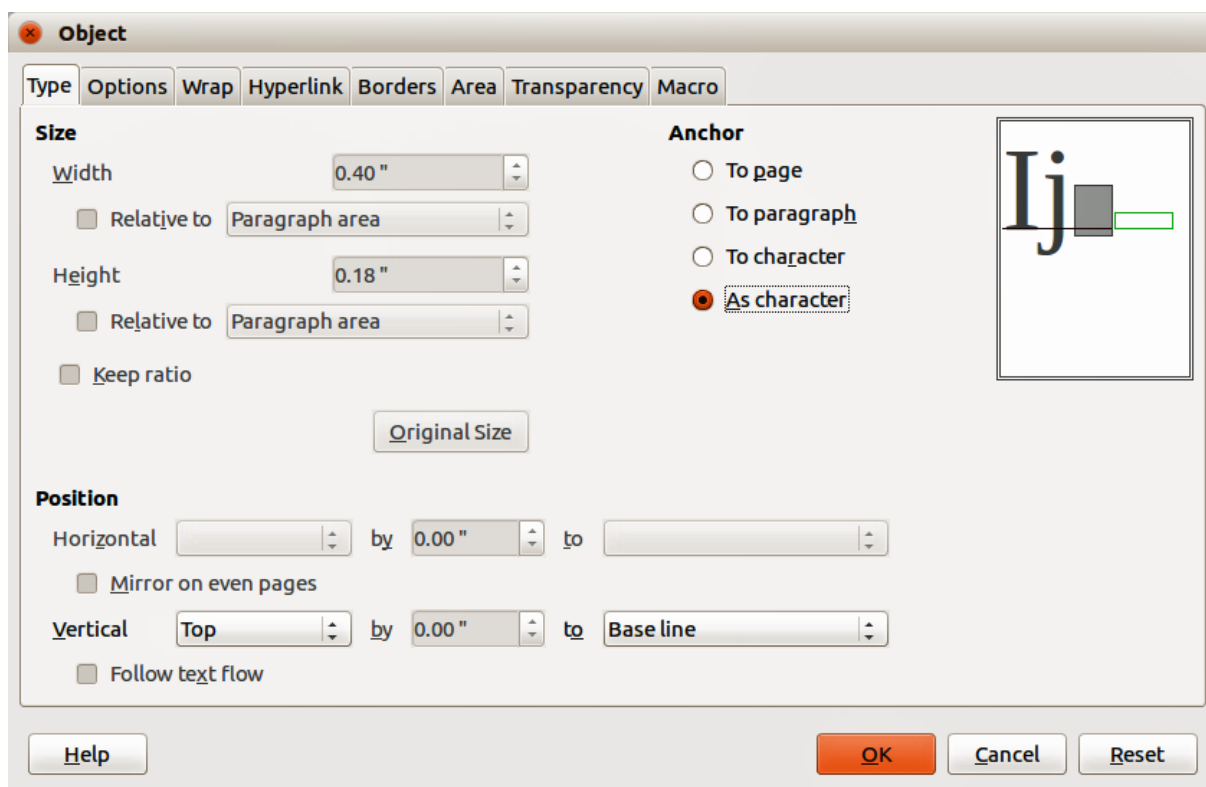 Object
Type Options Wrap Hyperlink Borders Area Transparency Macro
Size
Width 0.40 "
Relative to Paragraph area
Height 0.18 "
Relative to Paragraph area
Keep ratio
Original Size
Anchor
To page
To paragraph
To character
As character
Ij
Position
Horizontal by 0.00 " to
Mirror on even pages
Vertical Top by 0.00 " to Base line
Follow text flow
Help OK Cancel Reset